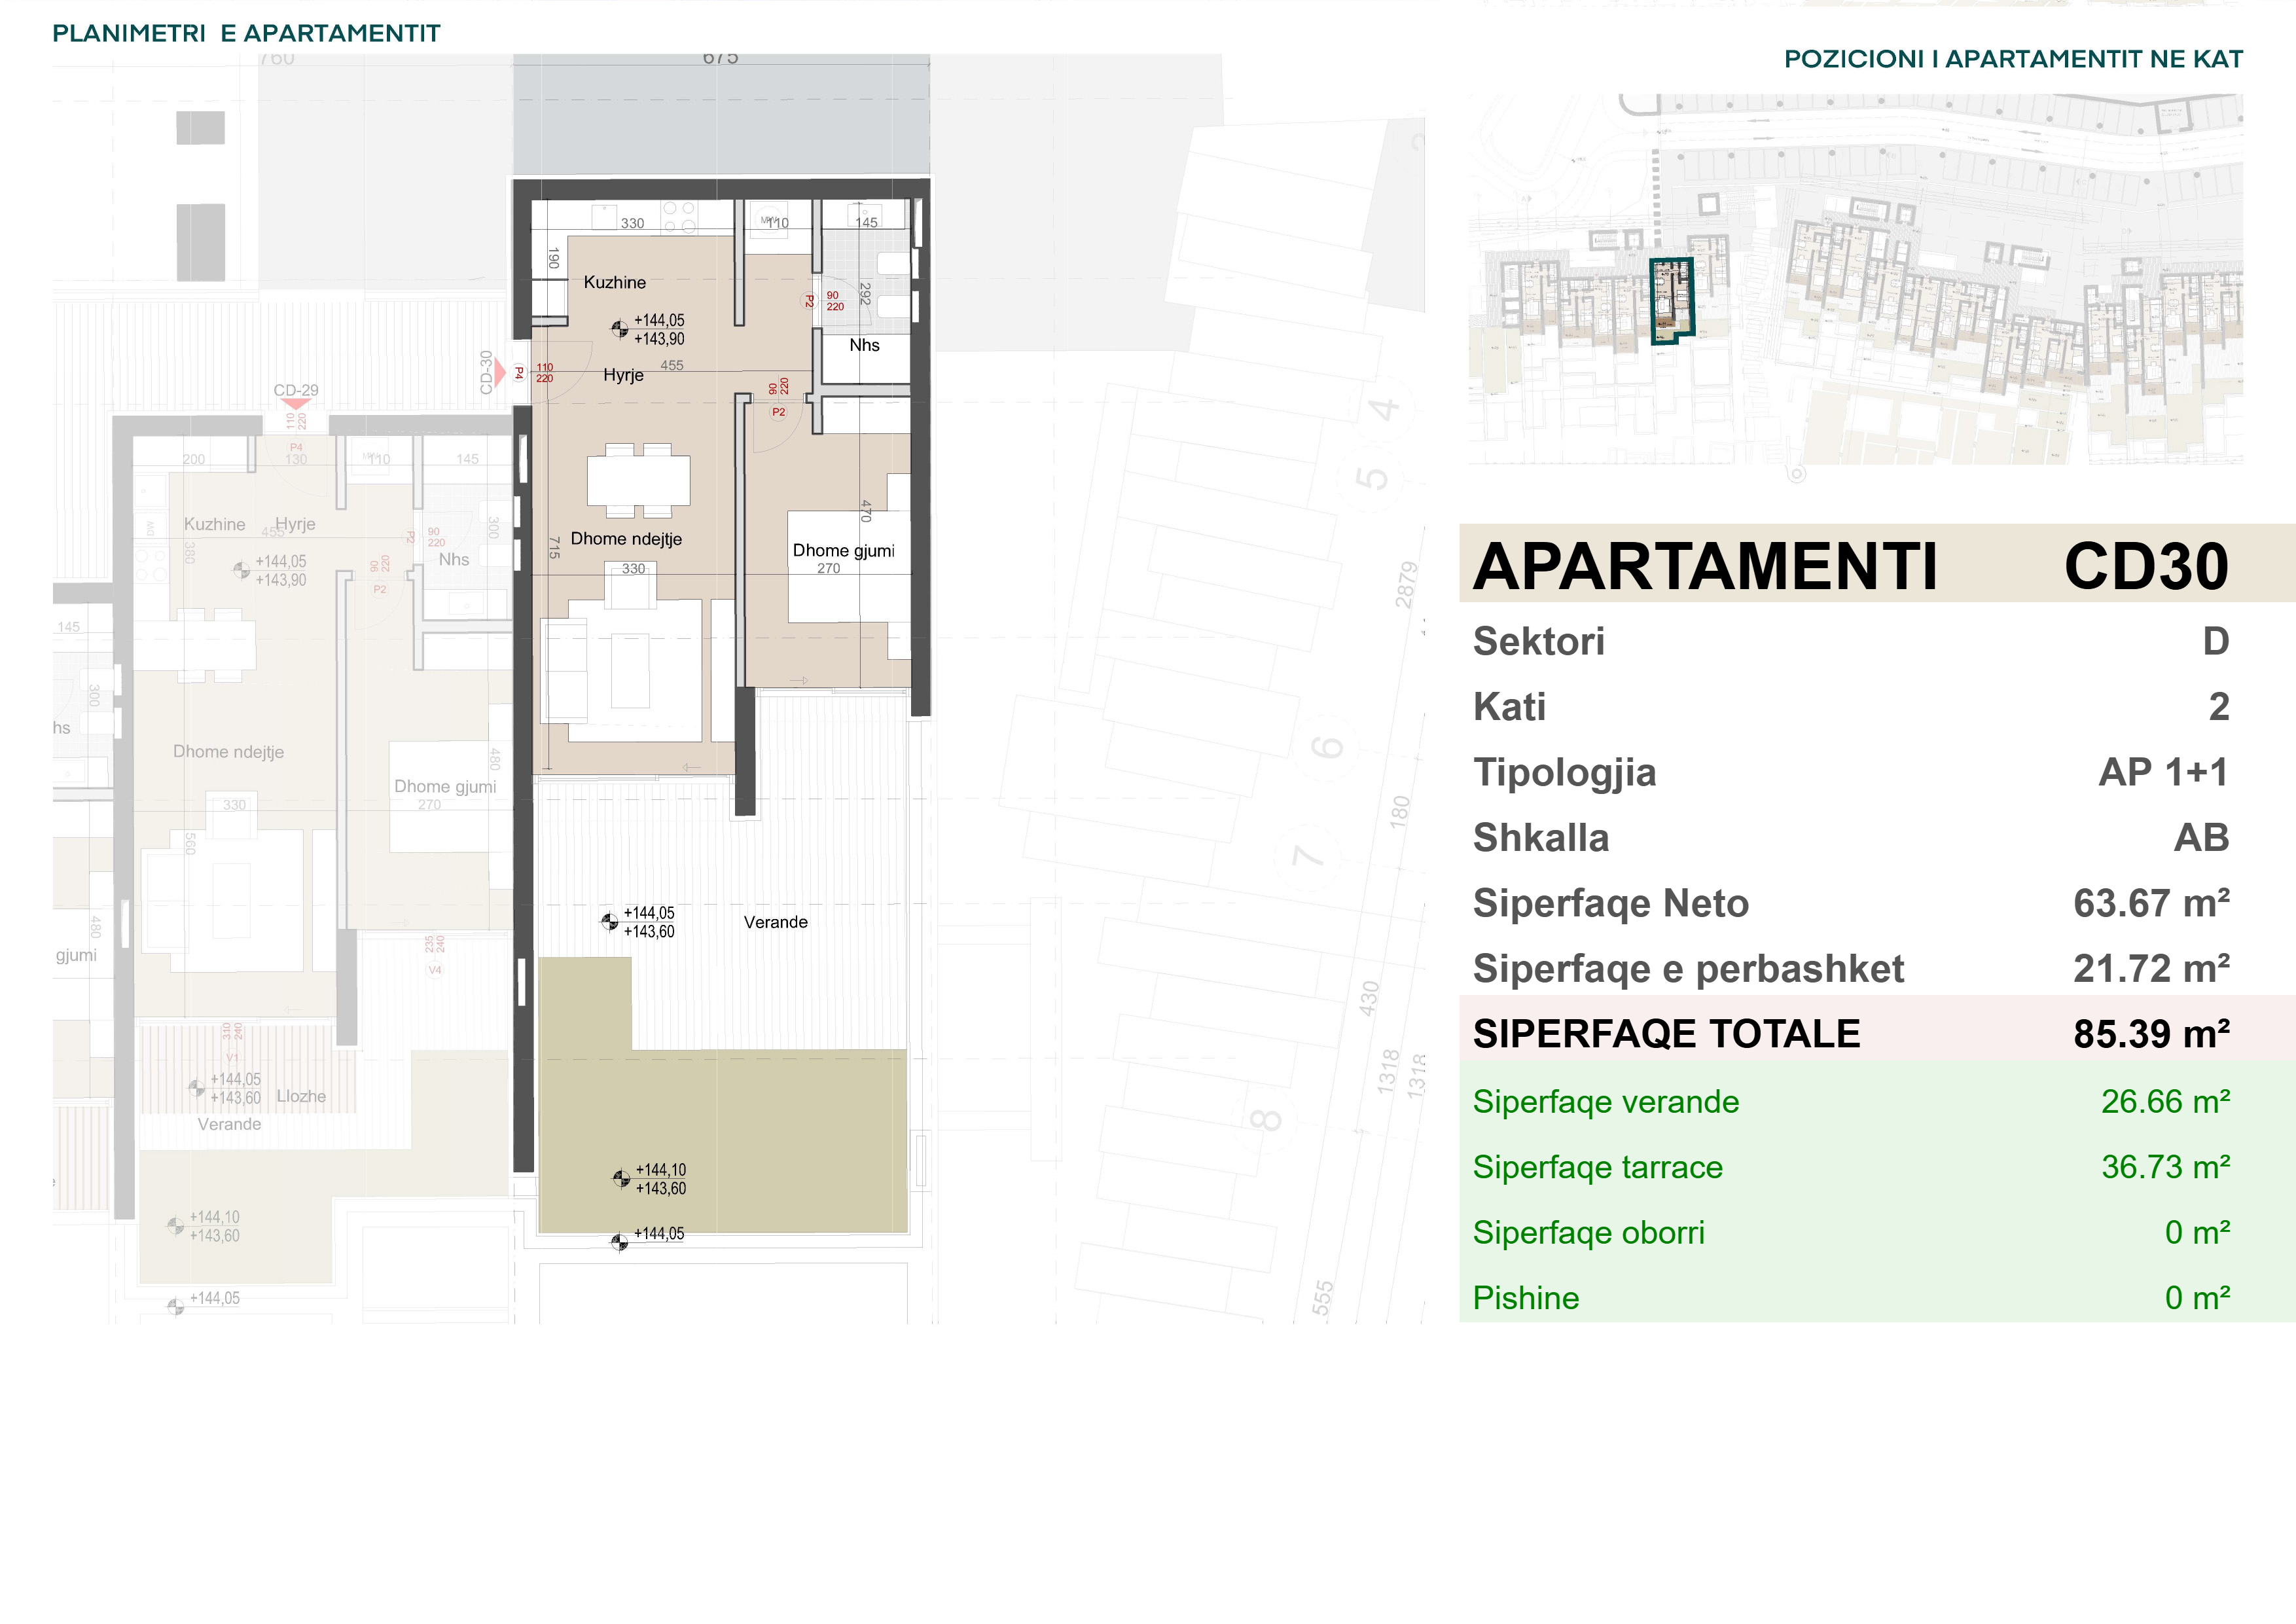 PLANIMETRI E APARTAMENTIT
POZICIONI I APARTAMENTIT NE KAT
760
675
330
110
145
190
Kuzhine
292
P2
90
220
+144,05
+143,90
Nhs
CD-30
P4
110
220
455
Hyrje
90
220
P2
CD-29
110
220
P4
200
130
110
145
Kuzhine
Hyrje
455
380
P2
90
220
300
Nhs
+144,05
+143,90
90
220
P2
470
715
Dhome ndejtje
330
Dhome gjumi
270
145
300
hs
Dhome ndejtje
330
560
480
Dhome gjumi
270
480
gjumi
235
240
V4
+144,05
+143,60
Verande
310
240
V1
+144,05
+143,60
Llozhe
Verande
+144,10
+143,60
+144,05
+144,10
+143,60
+144,05
4
5
6
7
8
2879
180
430
1318
1318
555
APARTAMENTI CD30
Sektori D
Kati 2
Tipologjia AP 1+1
Shkalla AB
Siperfaqe Neto 63.67 m²
Siperfaqe e perbashket 21.72 m²
SIPERFAQE TOTALE 85.39 m²
Siperfaqe verande 26.66 m²
Siperfaqe tarrace 36.73 m²
Siperfaqe oborri 0 m²
Pishine 0 m²